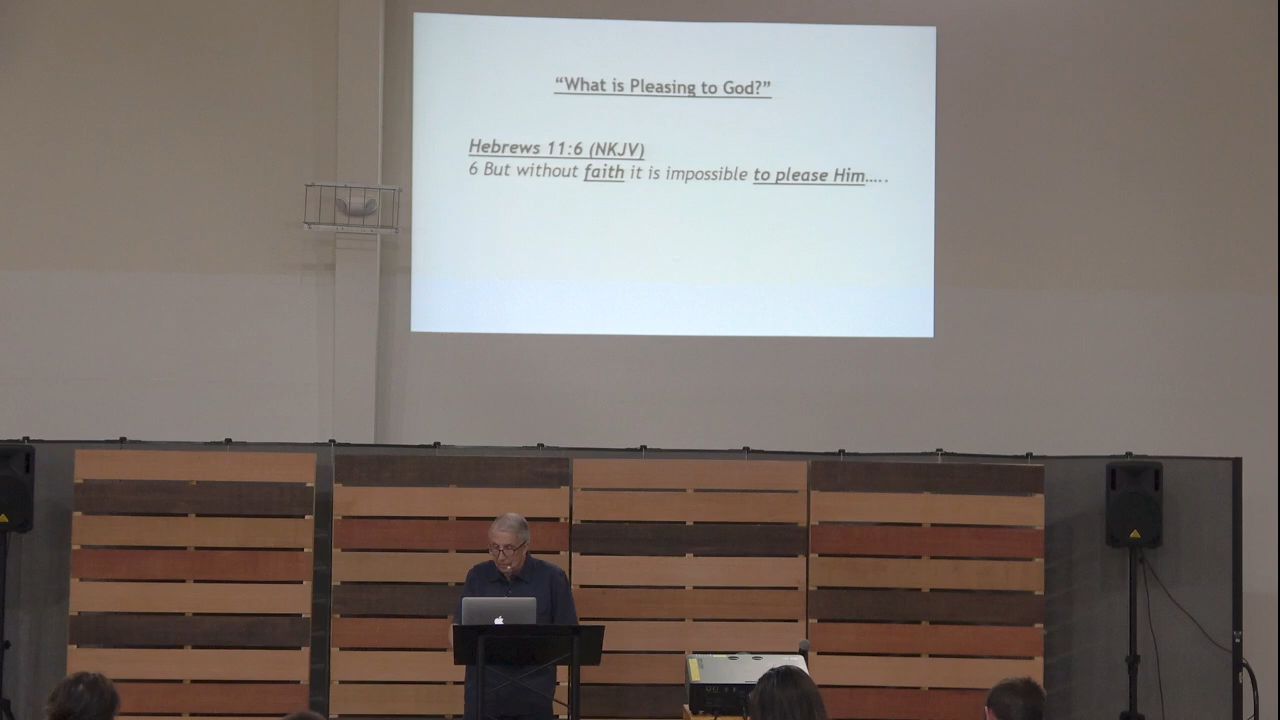 “What is Pleasing to God?”
Hebrews 11:6 (NKJV)
6 But without faith it is impossible to please Him…..